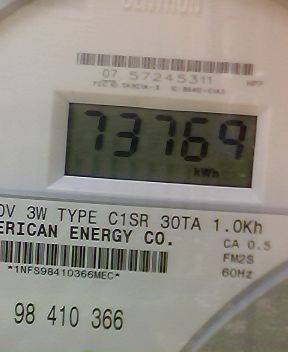 CENTRON
07 57245311
73769
kWh
0V 3W TYPE C1SR 30TA 1.0Kh
ERICAN ENERGY CO.
CA 0.5
FM2S
60Hz
*1NFS98410366MEC*
98 410 366